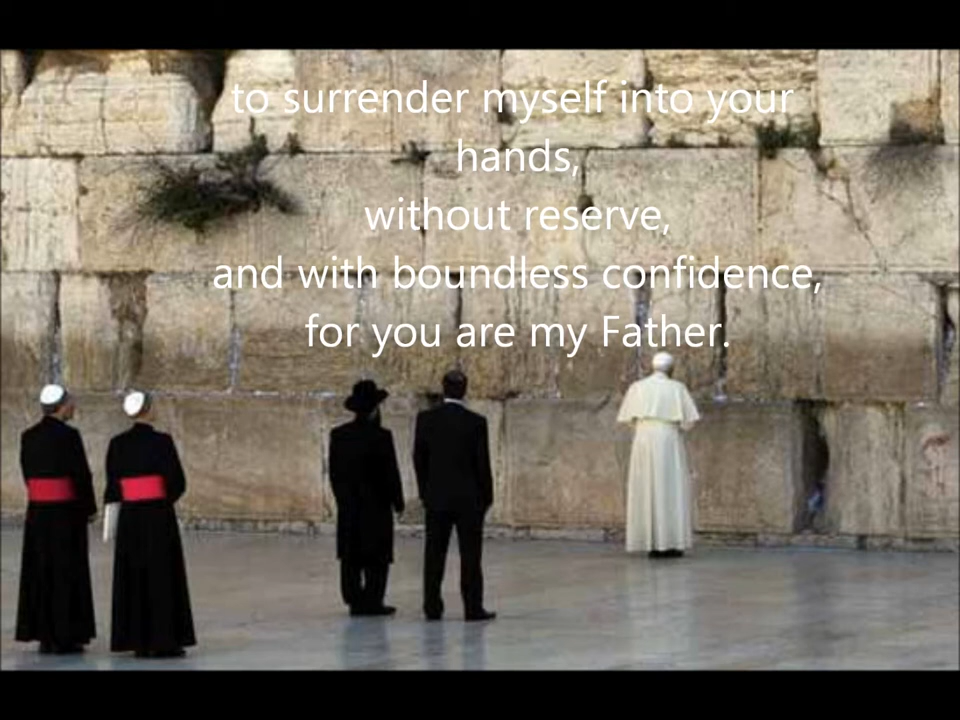 to surrender myself into your
hands,
without reserve,
and with boundless confidence,
for you are my Father.